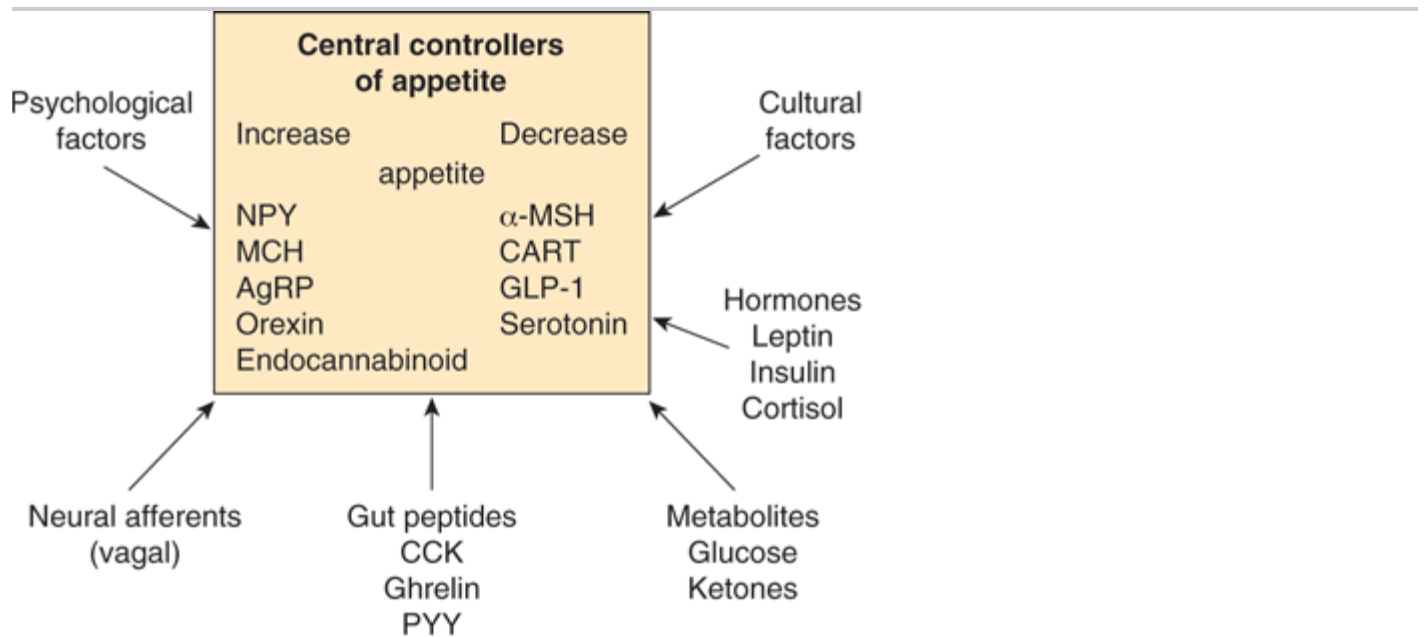 Central controllers
of appetite
Psychological
factors
Cultural
factors
Increase Decrease
appetite
NPY α-MSH
MCH CART
AgRP GLP-1
Orexin Serotonin
Endocannabinoid
Hormones
Leptin
Insulin
Cortisol
Neural afferents
(vagal)
Gut peptides
CCK
Ghrelin
PYY
Metabolites
Glucose
Ketones